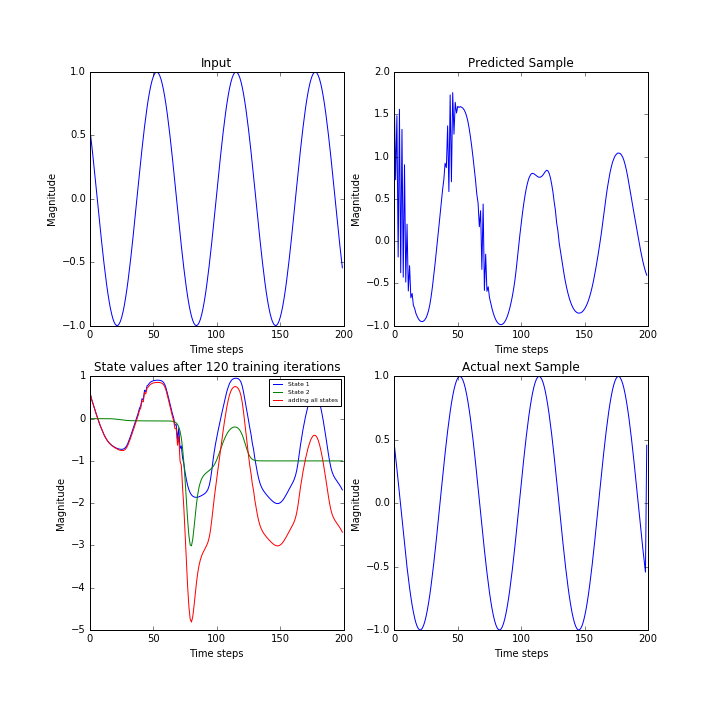 Input
Magnitude
1.0
0.5
0.0
−0.5
−1.0
0
50
100
150
200
Time steps
Predicted Sample
Magnitude
2.0
1.5
1.0
0.5
0.0
−0.5
−1.0
0
50
100
150
200
Time steps
State values after 120 training iterations
Magnitude
1
0
−1
−2
−3
−4
−5
State 1
State 2
adding all states
0
50
100
150
200
Time steps
Actual next Sample
Magnitude
1.0
0.5
0.0
−0.5
−1.0
0
50
100
150
200
Time steps